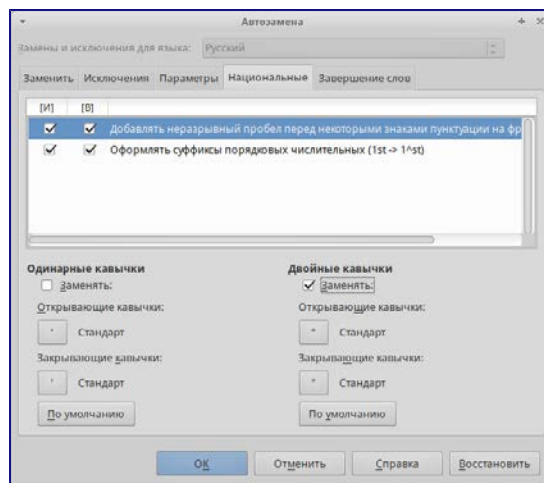 Автозамена
Замены и исключения для языка: Русский
Заменить Исключения Параметры Национальные Завершение слов
[И] [В]
Добавлять неразрывный пробел перед некоторыми знаками пунктуации на фр
Оформлять суффиксы порядковых числительных (1st -> 1^st)
Одинарные кавычки Двойные кавычки
Заменять: Заменять:
Открывающие кавычки: Открывающие кавычки:
Стандарт Стандарт
Закрывающие кавычки: Закрывающие кавычки:
Стандарт Стандарт
По умолчанию По умолчанию
ОК Отменить Справка Восстановить